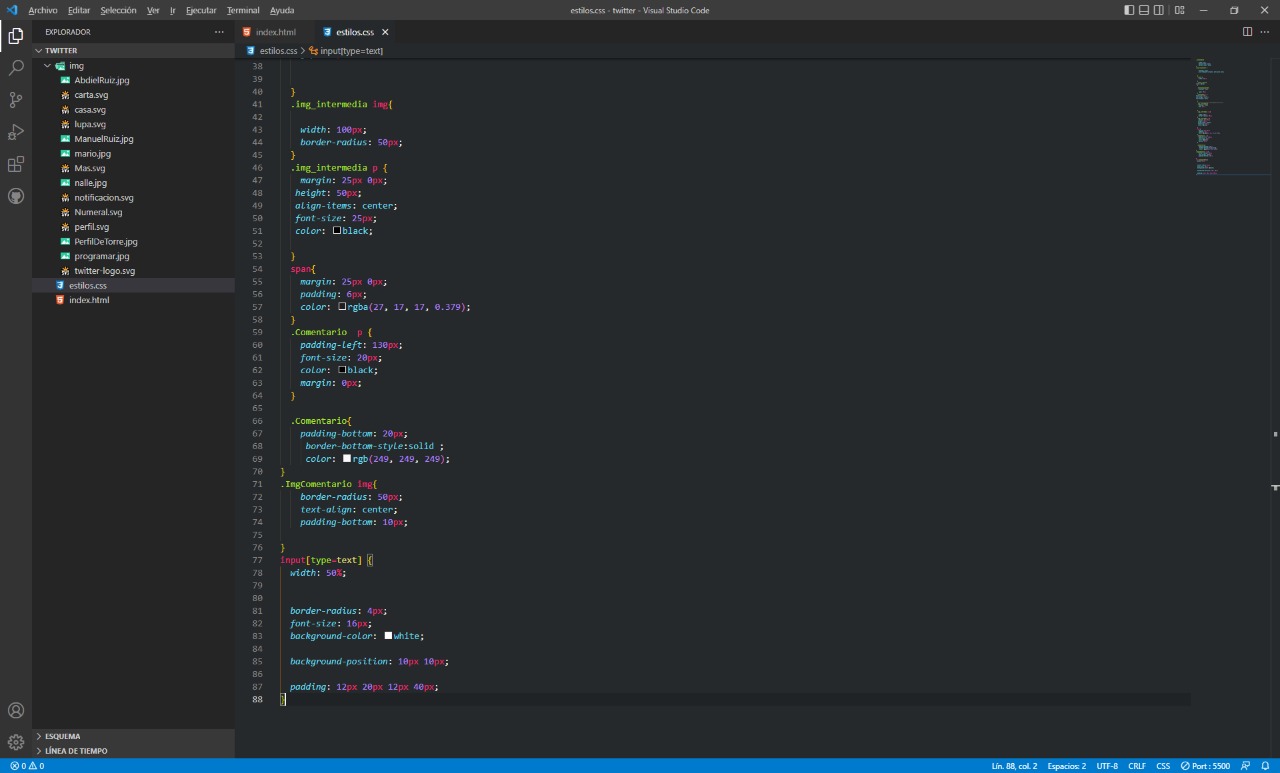 Archivo Editar Selección Ver Ir Ejecutar Terminal Ayuda
estilos.css - twitter - Visual Studio Code
EXPLORADOR
TWITTER
img
AbdielRuiz.jpg
carta.svg
casa.svg
lupa.svg
ManuelRuiz.jpg
mario.jpg
Mas.svg
nalle.jpg
notificacion.svg
Numeral.svg
perfil.svg
PerfilDeTorre.jpg
programar.jpg
twitter-logo.svg
estilos.css
index.html
ESQUEMA
LÍNEA DE TIEMPO
index.html estilos.css
estilos.css > input[type=text]
38
39
40 }
41 .img_intermedia img{
42
43 width: 100px;
44 border-radius: 50px;
45 }
46 .img_intermedia p {
47 margin: 25px 0px;
48 height: 50px;
49 align-items: center;
50 font-size: 25px;
51 color: black;
52
53 }
54 span{
55 margin: 25px 0px;
56 padding: 6px;
57 color: rgba(27, 17, 17, 0.379);
58 }
59 .Comentario p {
60 padding-left: 130px;
61 font-size: 20px;
62 color: black;
63 margin: 0px;
64 }
65
66 .Comentario{
67 padding-bottom: 20px;
68 border-bottom-style:solid ;
69 color: rgb(249, 249, 249);
70 }
71 .ImgComentario img{
72 border-radius: 50px;
73 text-align: center;
74 padding-bottom: 10px;
75
76 }
77 input[type=text] {
78 width: 50%;
79
80
81 border-radius: 4px;
82 font-size: 16px;
83 background-color: white;
84
85 background-position: 10px 10px;
86
87 padding: 12px 20px 12px 40px;
88 }
0 0
Lín. 88, col. 2 Espacios: 2 UTF-8 CRLF CSS Port : 5500